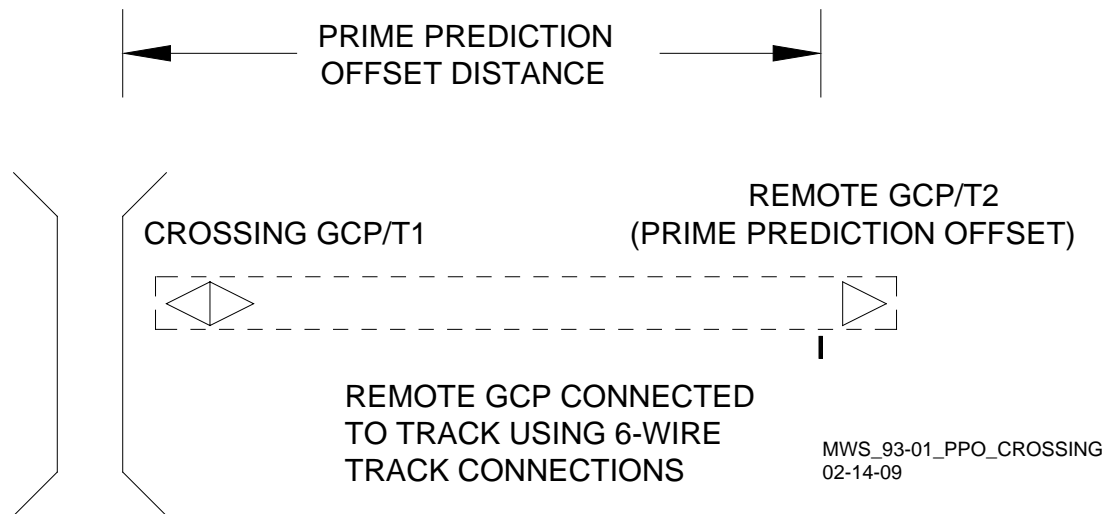 PRIME PREDICTION
OFFSET DISTANCE
CROSSING GCP/T1
REMOTE GCP/T2
(PRIME PREDICTION OFFSET)
REMOTE GCP CONNECTED
TO TRACK USING 6-WIRE
TRACK CONNECTIONS
MWS_93-01_PPO_CROSSING
02-14-09